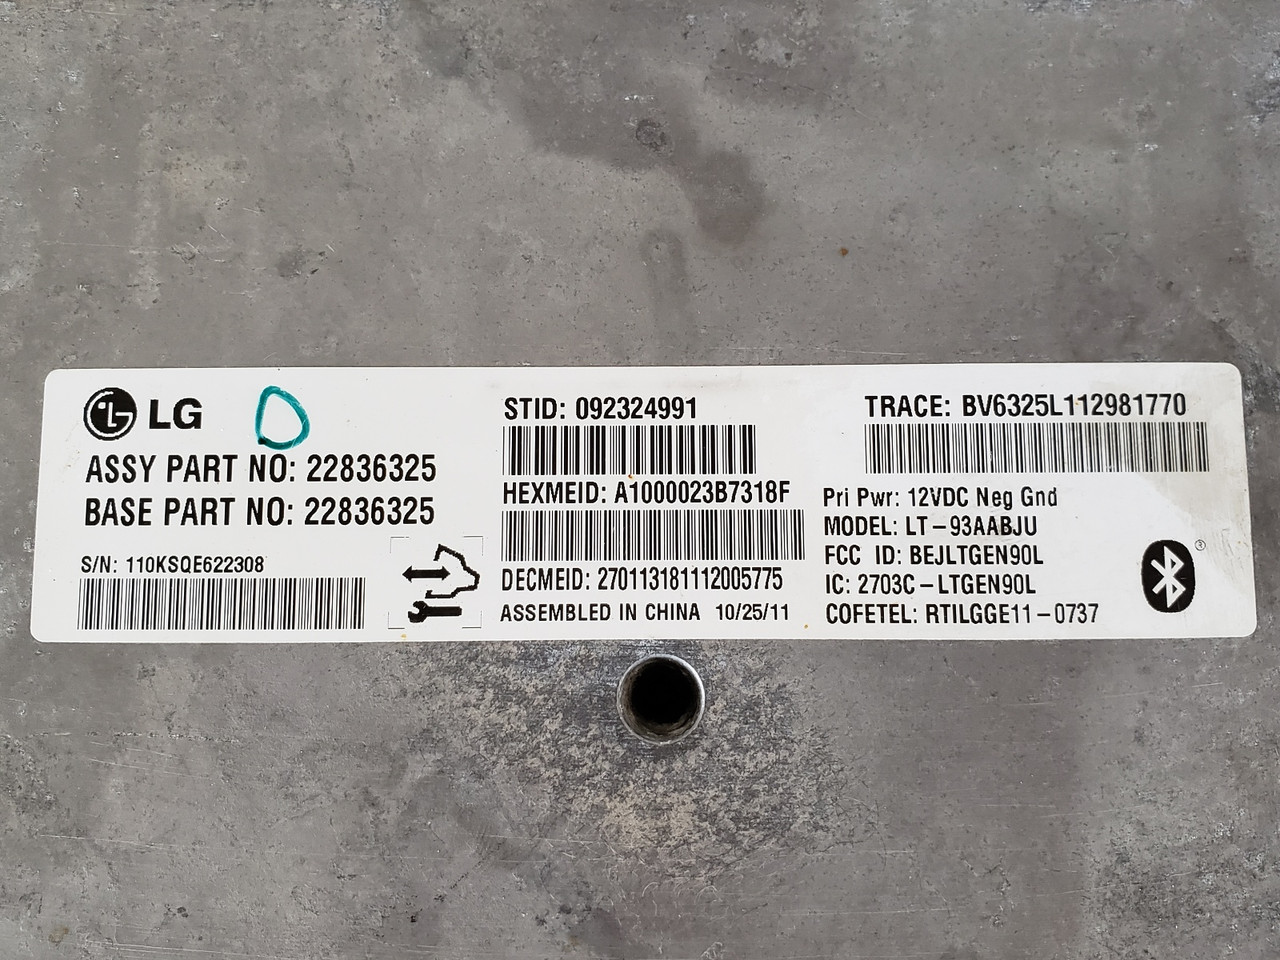 LG
ASSY PART NO: 22836325
BASE PART NO: 22836325
S/N: 110KSQE622308
STID: 092324991
HEXMEID: A1000023B7318F
DECMEID: 270113181112005775
ASSEMBLED IN CHINA 10/25/11
TRACE: BV6325L112981770
Pri Pwr: 12VDC Neg Gnd
MODEL: LT-93AABJU
FCC ID: BEJLTGEN90L
IC: 2703C-LTGEN90L
COFETEL: RTILGGE11-0737